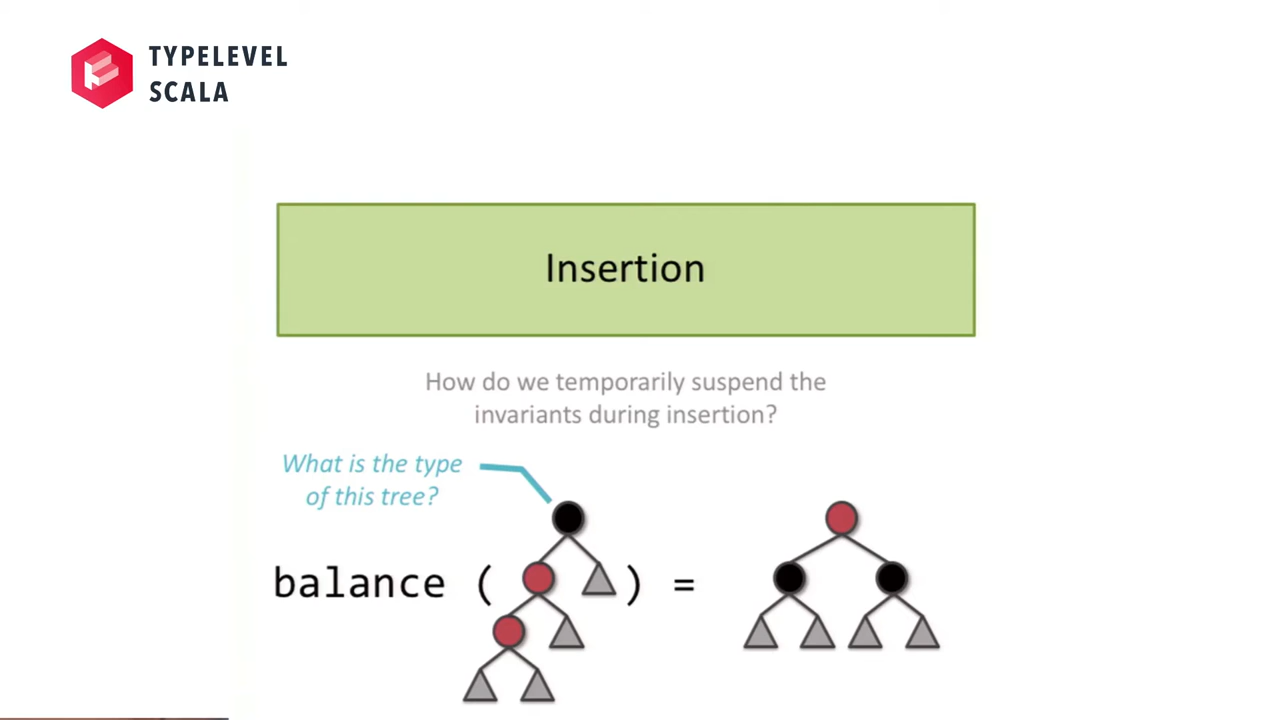 TYPELEVEL
SCALA
Insertion
How do we temporarily suspend the
invariants during insertion?
What is the type
of this tree?
balance ( ) =